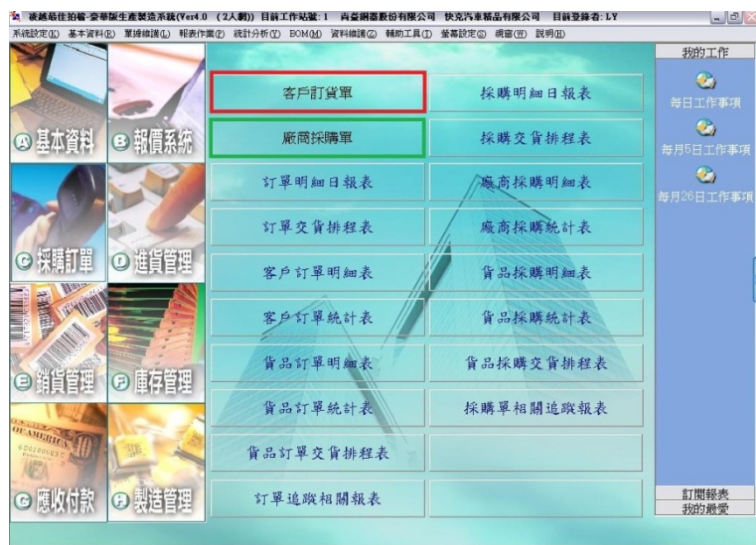 凌越最佳拍檔-豪華版生產製造系統(Ver4.0 (2人剩)) 目前工作站號: 1 貞臺鋼器股份有限公司 快克汽車精品有限公司 目前登錄者: LY
系統設定(K) 基本資料(R) 單據維護(L) 報表作業(P) 統計分析(Y) BOM(M) 資料維護(Z) 輔助工具(T) 螢幕設定(S) 視窗(W) 說明(H)
我的工作
每日工作事項
每月5日工作事項
每月26日工作事項
訂閱報表
我的最愛
A 基本資料
B 報價系統
C 採購訂單
D 進貨管理
E 銷貨管理
F 庫存管理
G 應收付款
H 製造管理
客戶訂貨單
採購明細日報表
廠商採購單
採購交貨排程表
訂單明細日報表
廠商採購明細表
訂單交貨排程表
廠商採購統計表
客戶訂單明細表
貨品採購明細表
客戶訂單統計表
貨品採購統計表
貨品訂單明細表
貨品採購交貨排程表
貨品訂單統計表
採購單相關追蹤報表
貨品訂單交貨排程表
訂單追蹤相關報表